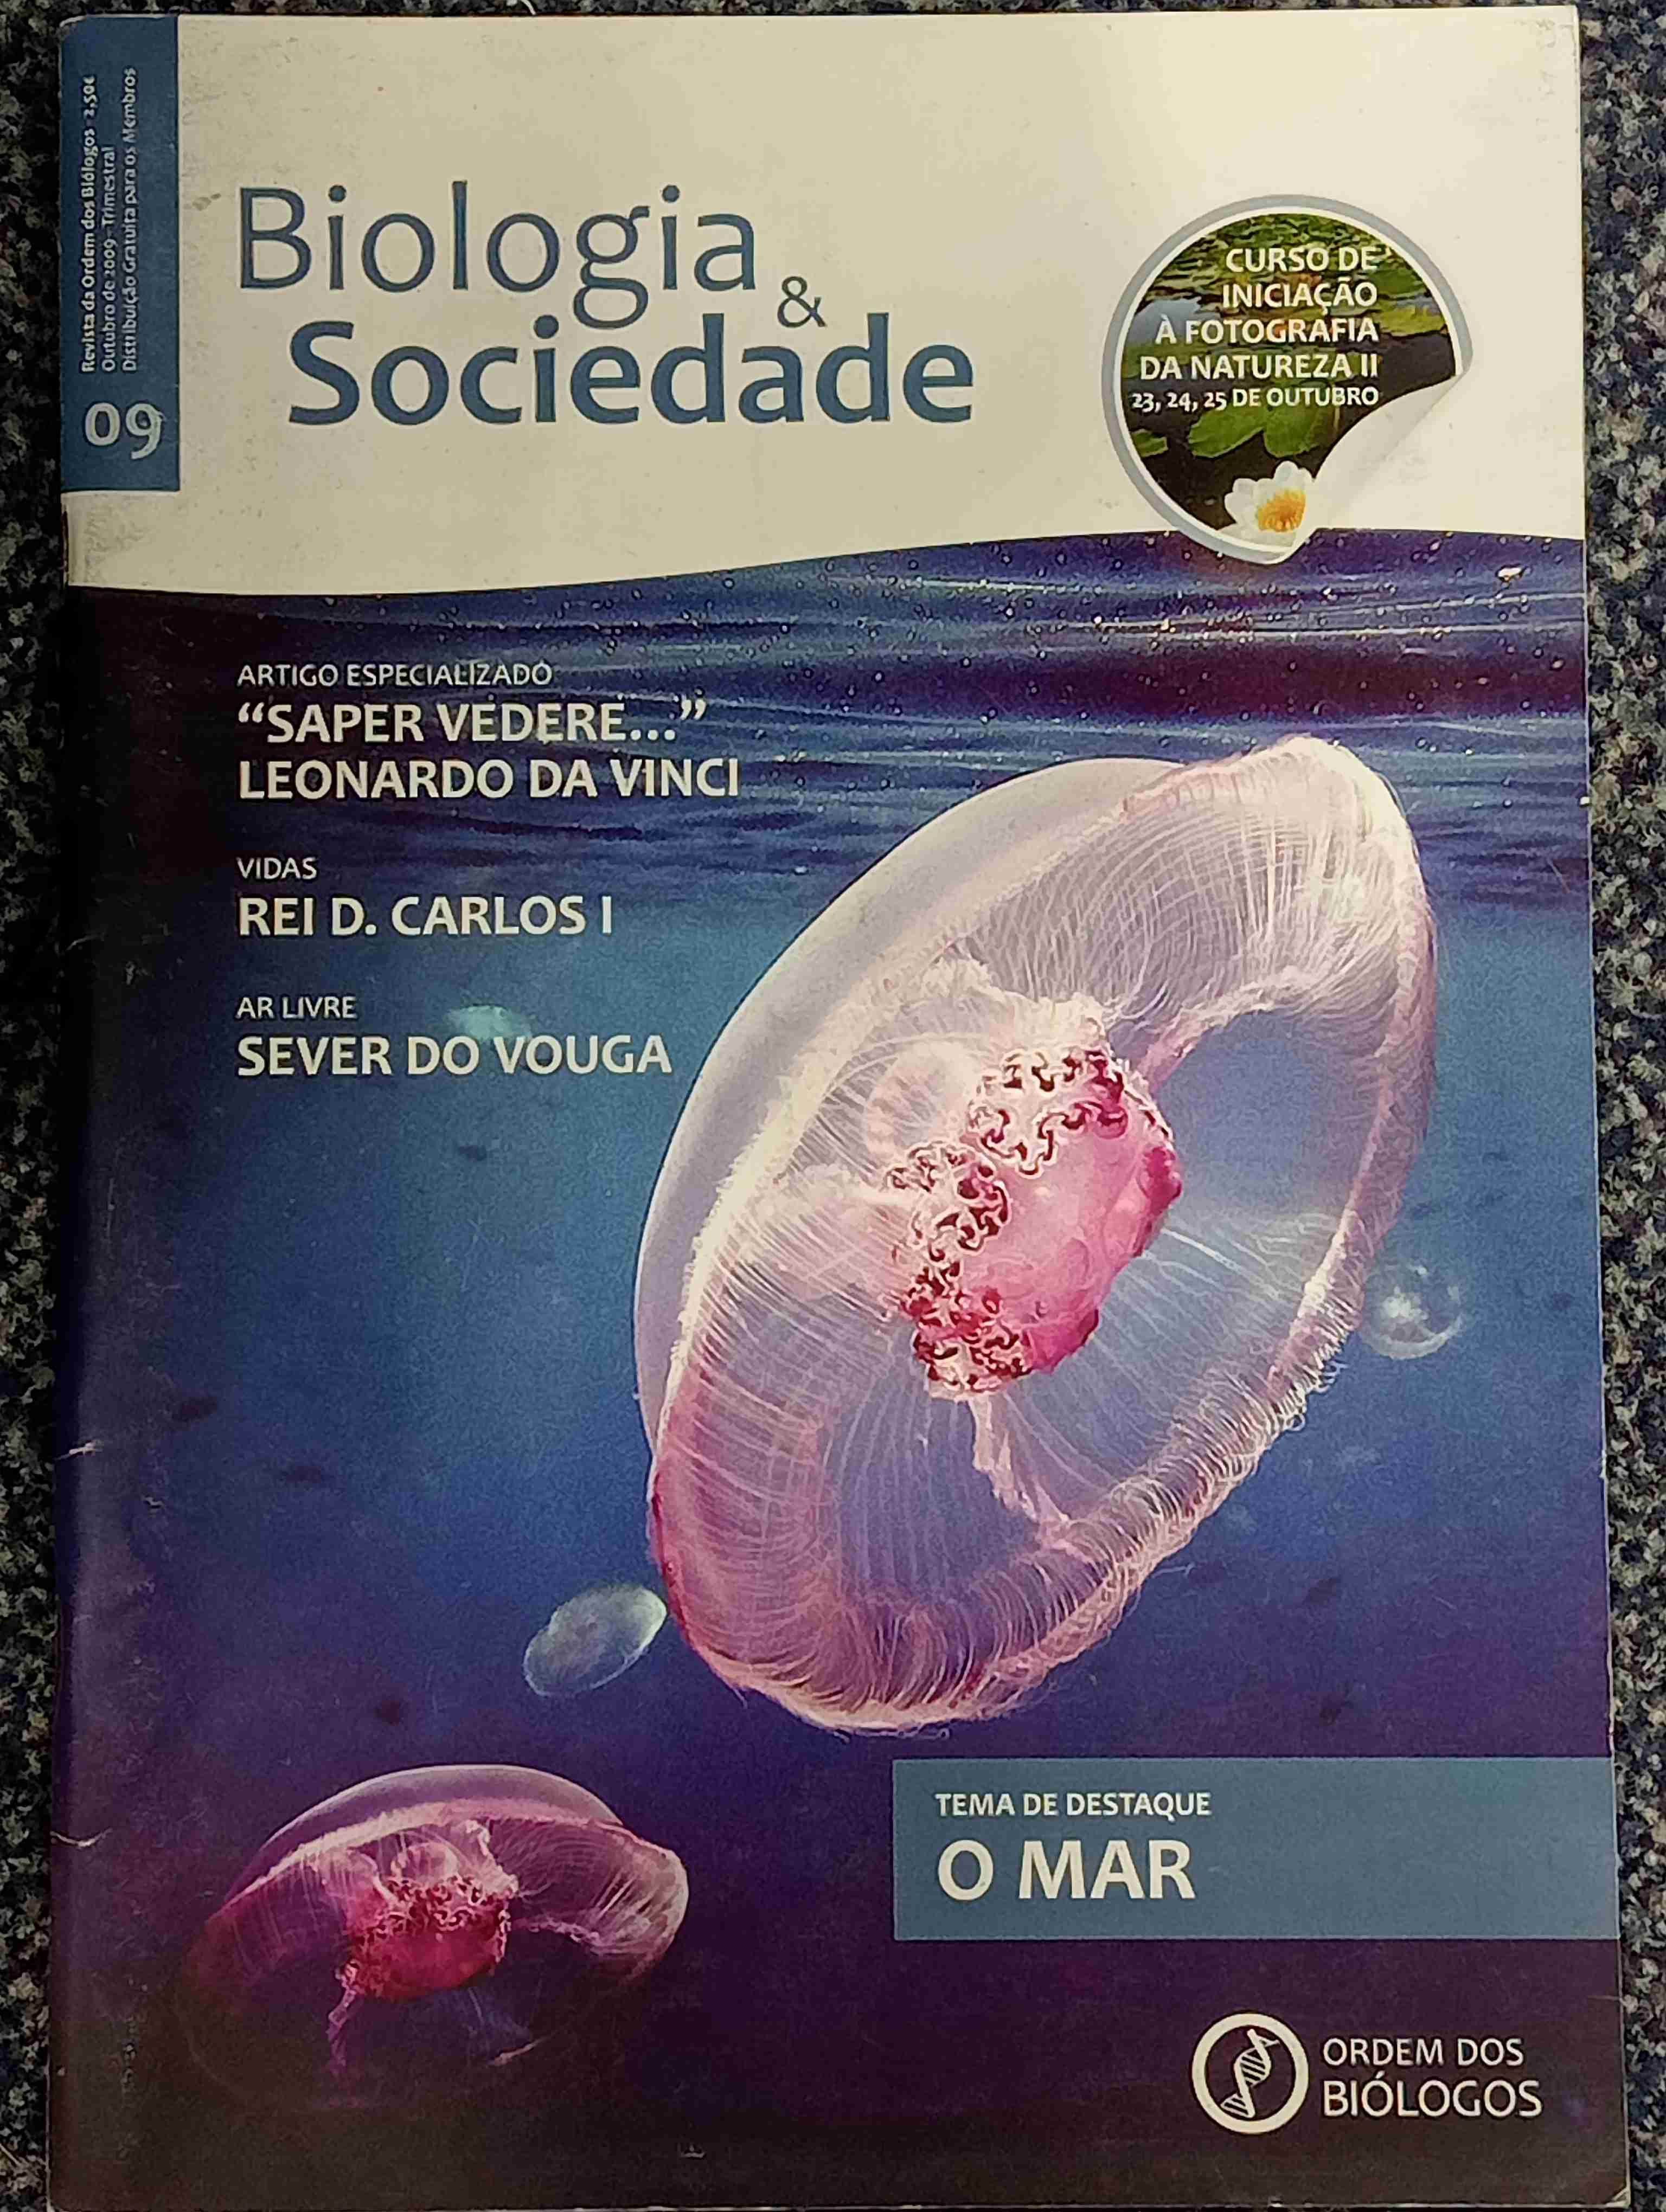 Revista da Ordem dos Biólogos - 2,50€
Outubro de 2009 - Trimestral
Distribuição Gratuita para os Membros
09
Biologia
&
Sociedade
CURSO DE
INICIAÇÃO
À FOTOGRAFIA
DA NATUREZA II
23, 24, 25 DE OUTUBRO
ARTIGO ESPECIALIZADO
“SAPER VEDERE...”
LEONARDO DA VINCI
VIDAS
REI D. CARLOS I
AR LIVRE
SEVER DO VOUGA
TEMA DE DESTAQUE
O MAR
ORDEM DOS
BIÓLOGOS